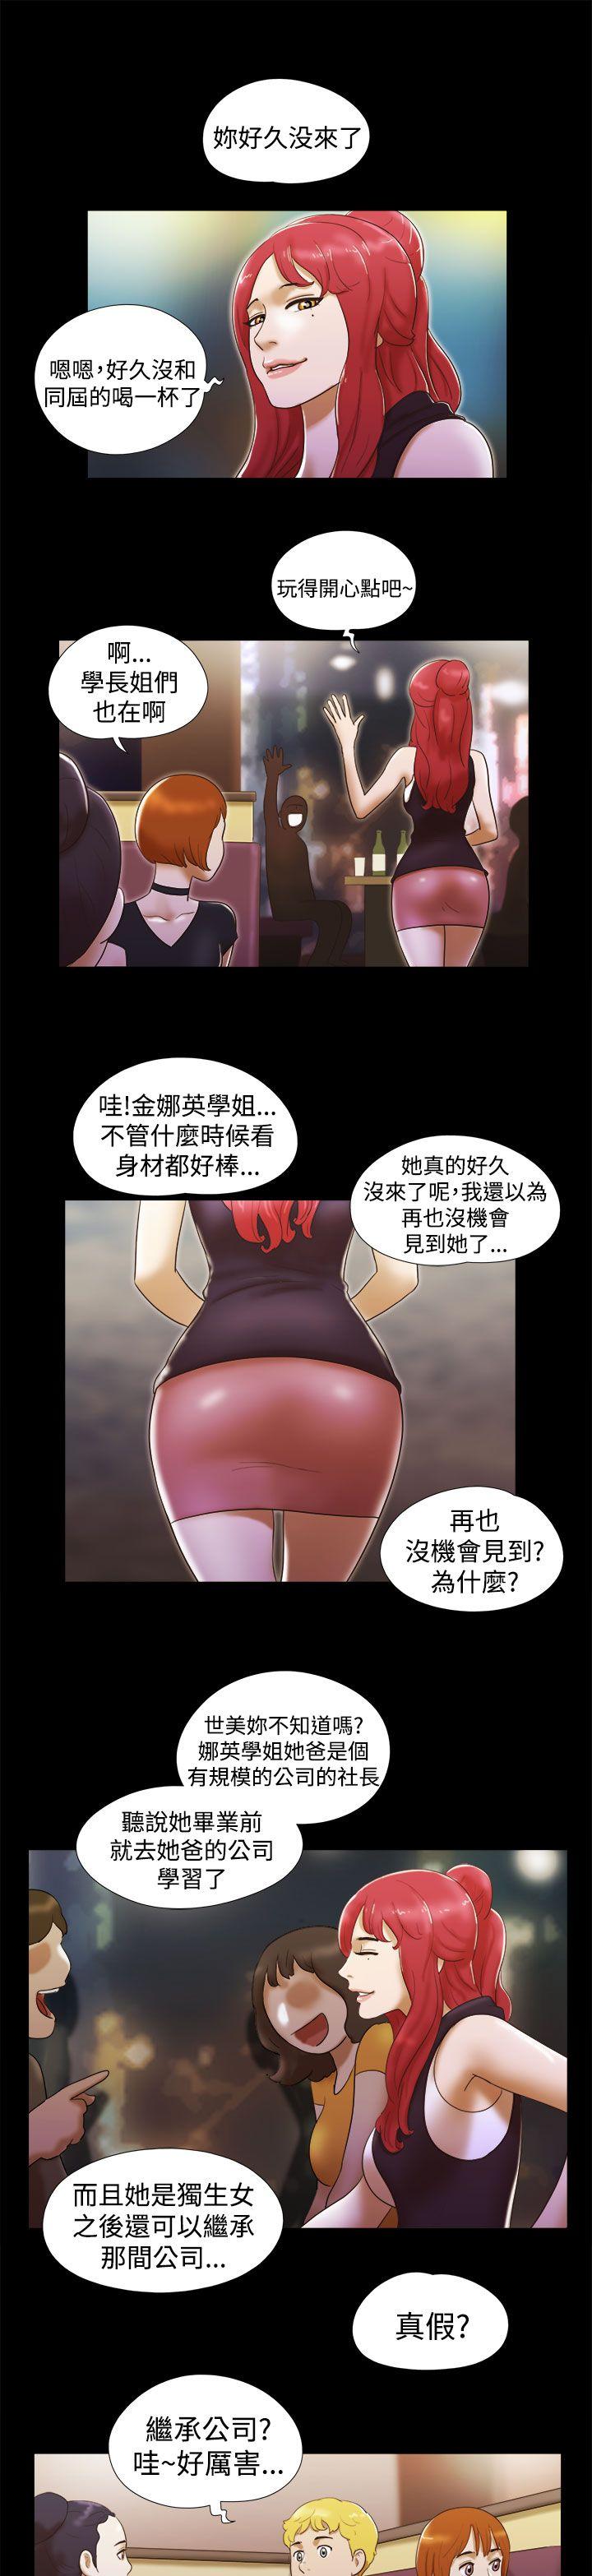 妳好久没來了
嗯嗯,好久沒和
同屆的喝一杯了
玩得開心點吧~
啊...
學長姐們
也在啊
哇!金娜英學姐...
不管什麼時候看
身材都好棒...
她真的好久
沒來了呢,我還以為
再也沒機會
見到她了...
再也
沒機會見到?
為什麼?
世美妳不知道嗎?
娜英學姐她爸是個
有規模的公司的社長
聽說她畢業前
就去她爸的公司
學習了
而且她是獨生女
之後還可以繼承
那間公司...
真假?
繼承公司?
哇~好厲害...